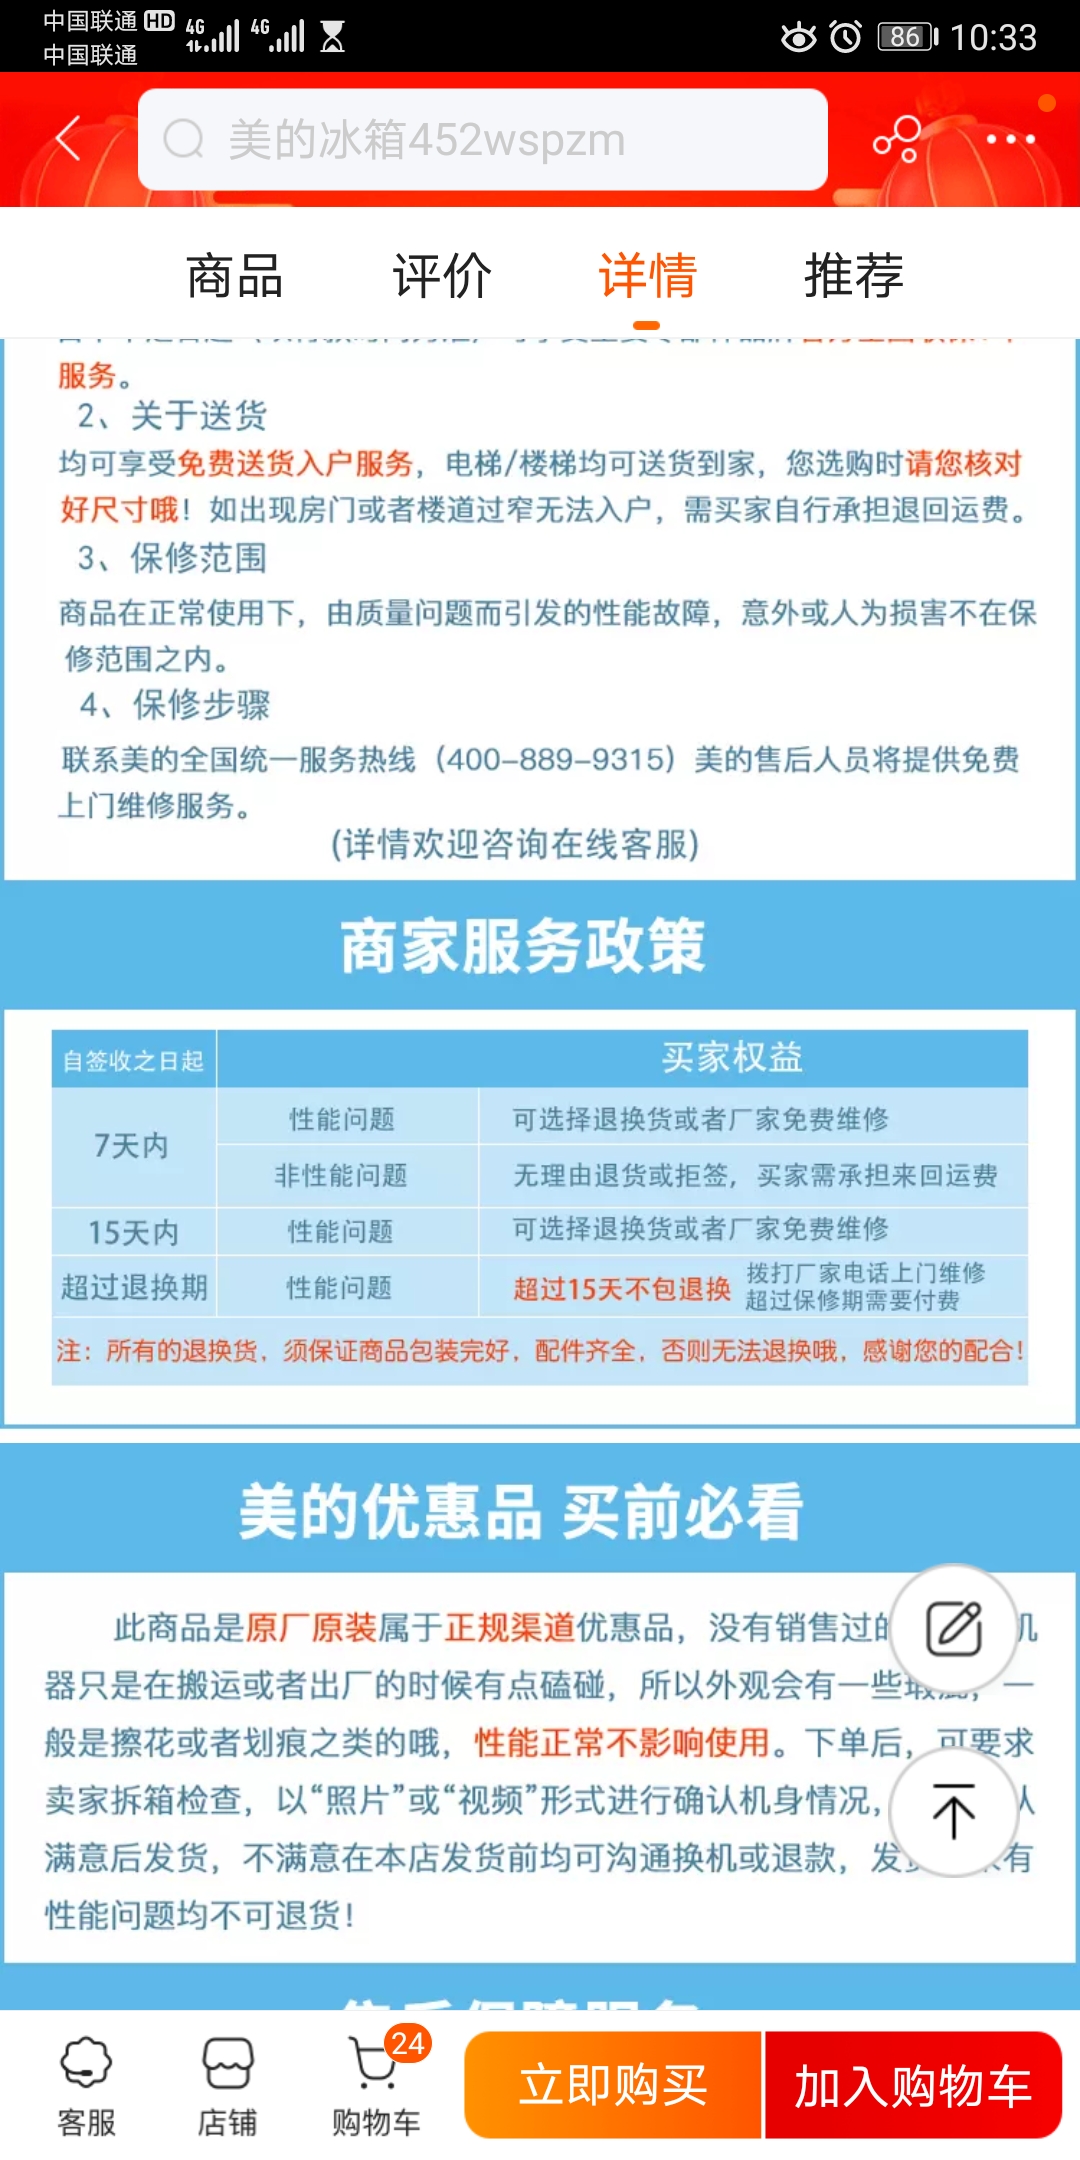 中国联通 HD 4G 4G 86 10:33
中国联通
美的冰箱452wspzm
商品 评价 详情 推荐
服务。
2、关于送货
均可享受免费送货入户服务，电梯/楼梯均可送货到家，您选购时请您核对
好尺寸哦！如出现房门或者楼道过窄无法入户，需买家自行承担退回运费。
3、保修范围
商品在正常使用下，由质量问题而引发的性能故障，意外或人为损害不在保
修范围之内。
4、保修步骤
联系美的全国统一服务热线（400-889-9315）美的售后人员将提供免费
上门维修服务。
(详情欢迎咨询在线客服)
商家服务政策
自签收之日起 买家权益
7天内 性能问题 可选择退换货或者厂家免费维修
非性能问题 无理由退货或拒签，买家需承担来回运费
15天内 性能问题 可选择退换货或者厂家免费维修
超过退换期 性能问题 超过15天不包退换 拨打厂家电话上门维修
超过保修期需要付费
注：所有的退换货，须保证商品包装完好，配件齐全，否则无法退换哦，感谢您的配合！
美的优惠品 买前必看
此商品是原厂原装属于正规渠道优惠品，没有销售过的 机
器只是在搬运或者出厂的时候有点磕碰，所以外观会有一些瑕疵，一
般是擦花或者划痕之类的哦，性能正常不影响使用。下单后，可要求
卖家拆箱检查，以“照片”或“视频”形式进行确认机身情况， 认
满意后发货，不满意在本店发货前均可沟通换机或退款，发 有
性能问题均不可退货！
24
客服 店铺 购物车 立即购买 加入购物车